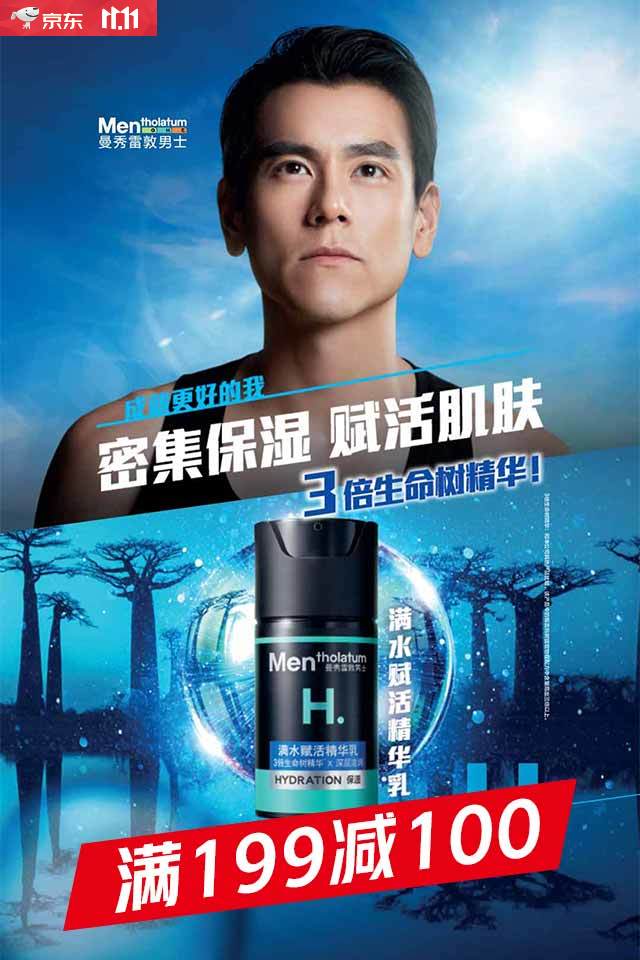 京东 11.11
Mentholatum
曼秀雷敦男士
成就更好的我
密集保湿 赋活肌肤
3倍生命树精华!
满水赋活精华乳
Mentholatum
曼秀雷敦男士
H.
满水赋活精华乳
3倍生命树精华 X 深层滋润
HYDRATION 保湿
满199减100